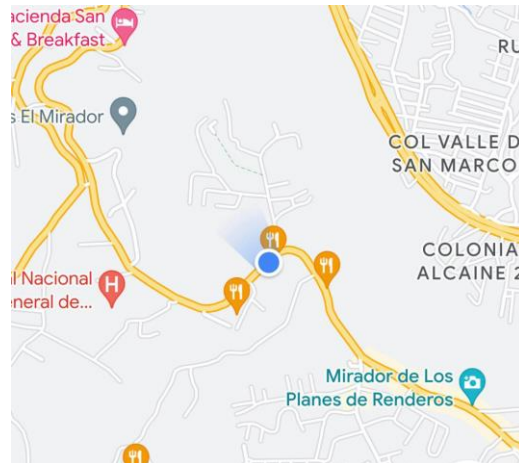 acienda San
& Breakfast
RU
s El Mirador
COL VALLE D
SAN MARCO
COLONIA
ALCAINE 2
al Nacional
H
eneral de...
Mirador de Los
Planes de Renderos